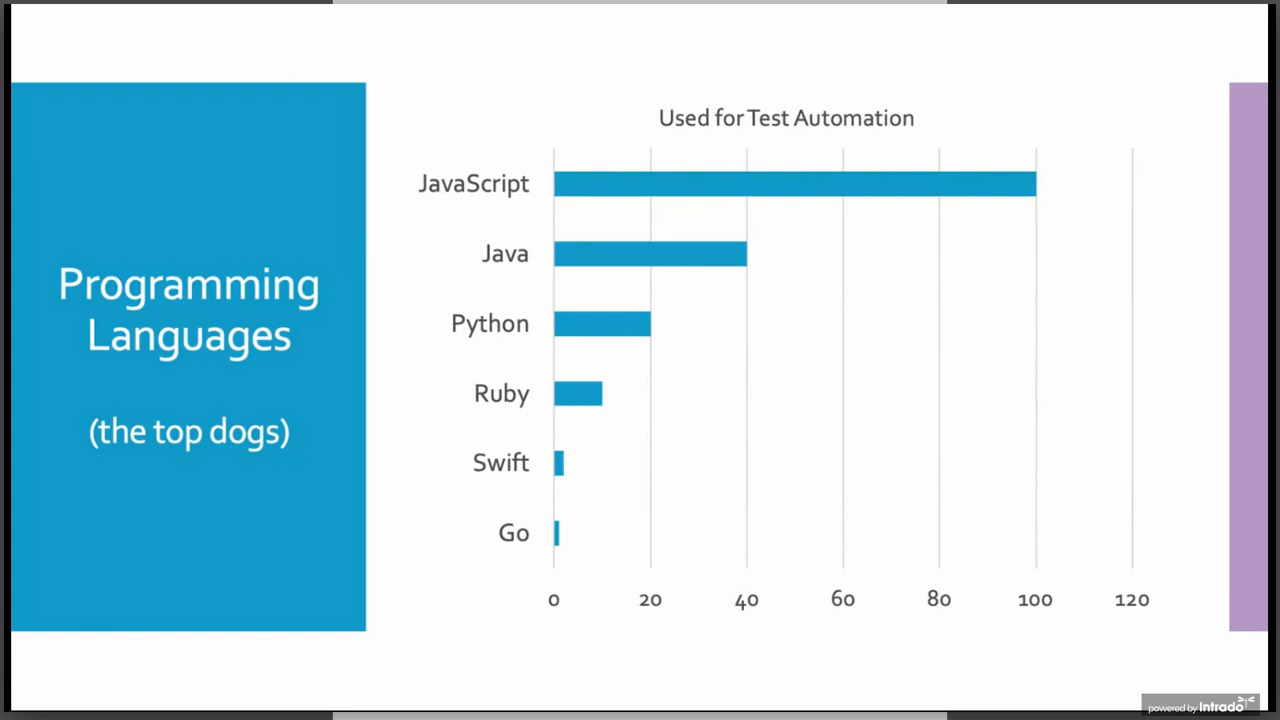 Programming
Languages
(the top dogs)
Used for Test Automation
JavaScript
Java
Python
Ruby
Swift
Go
0 20 40 60 80 100 120
powered by Intrado